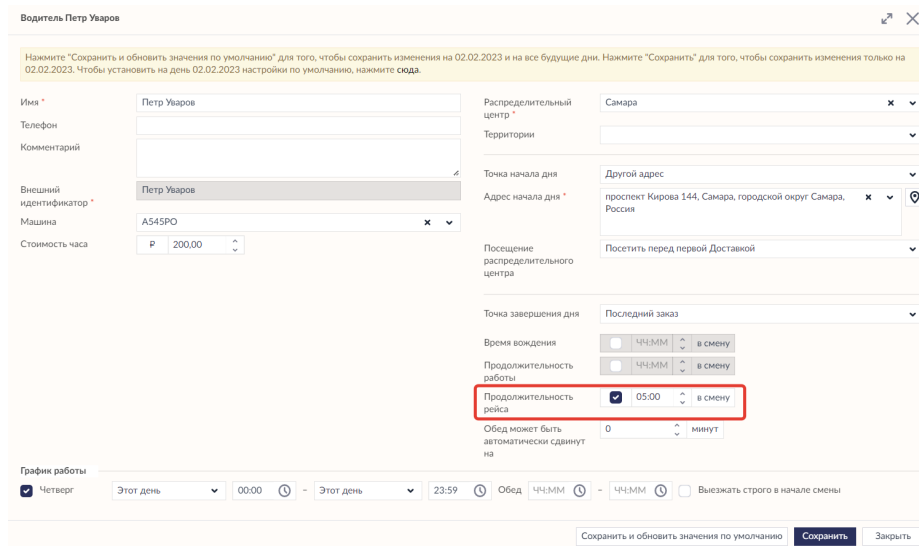 Водитель Петр Уваров
Нажмите "Сохранить и обновить значения по умолчанию" для того, чтобы сохранить изменения на 02.02.2023 и на все будущие дни. Нажмите "Сохранить" для того, чтобы сохранить изменения только на
02.02.2023. Чтобы установить на день 02.02.2023 настройки по умолчанию, нажмите сюда.
Имя *
Петр Уваров
Телефон
Комментарий
Внешний
идентификатор *
Петр Уваров
Машина
А545РО
Стоимость часа
₽ 200,00
Распределительный
центр *
Самара
Территории
Точка начала дня
Другой адрес
Адрес начала дня *
проспект Кирова 144, Самара, городской округ Самара,
Россия
Посещение
распределительного
центра
Посетить перед первой Доставкой
Точка завершения дня
Последний заказ
Время вождения
ЧЧ:ММ в смену
Продолжительность
работы
ЧЧ:ММ в смену
Продолжительность
рейса
05:00 в смену
Обед может быть
автоматически сдвинут
на
0 минут
График работы
Четверг Этот день 00:00 – Этот день 23:59 Обед ЧЧ:ММ – ЧЧ:ММ Выезжать строго в начале смены
Сохранить и обновить значения по умолчанию Сохранить Закрыть